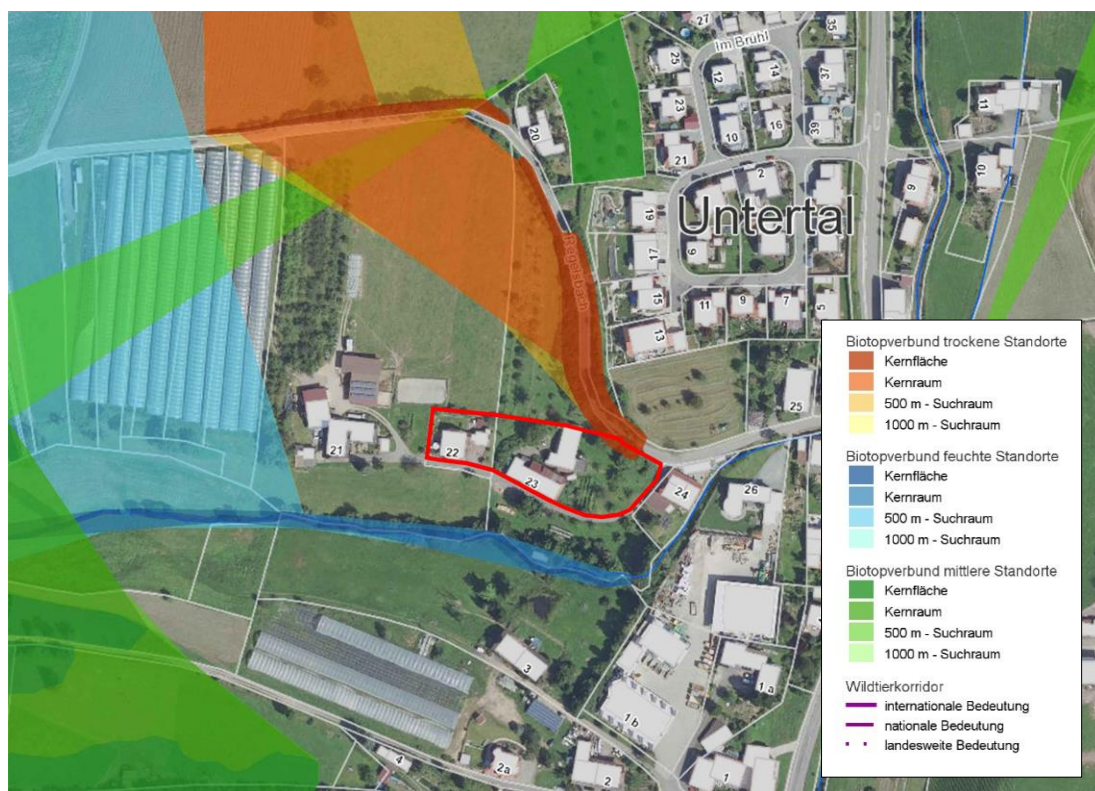 27
35
Im Brühl
25
12
14
37
11
20
23
10
16
39
21
2
10
9
19
Untertal
17
6
Rogelsbach
15
11
9
7
5
13
25
21
22
23
24
26
3
1 a
1 b
4
2a
2
1
Biotopverbund trockene Standorte
Kernfläche
Kernraum
500 m - Suchraum
1000 m - Suchraum
Biotopverbund feuchte Standorte
Kernfläche
Kernraum
500 m - Suchraum
1000 m - Suchraum
Biotopverbund mittlere Standorte
Kernfläche
Kernraum
500 m - Suchraum
1000 m - Suchraum
Wildtierkorridor
internationale Bedeutung
nationale Bedeutung
landesweite Bedeutung